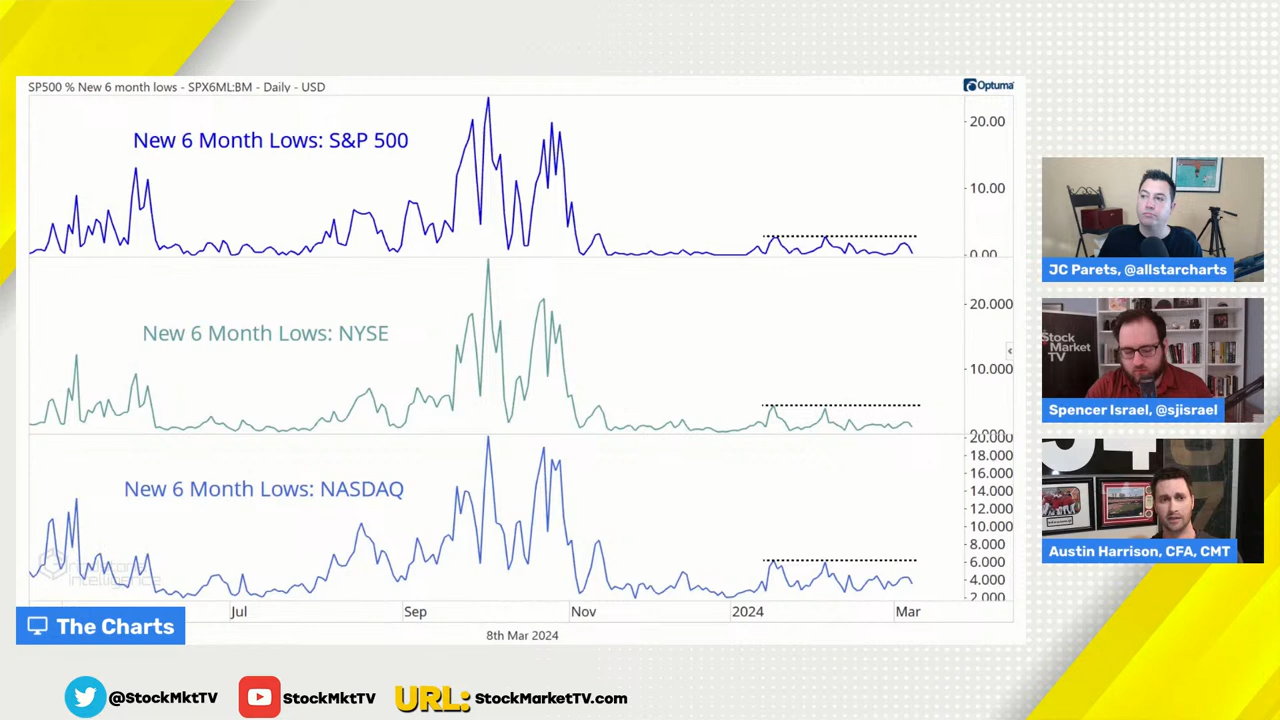 SP500 % New 6 month lows - SPX6ML:BM - Daily - USD
Optuma
New 6 Month Lows: S&P 500
20.00
10.00
0.00
New 6 Month Lows: NYSE
20.000
10.000
New 6 Month Lows: NASDAQ
20.000
18.000
16.000
14.000
12.000
10.000
8.000
6.000
4.000
2.000
Jul
Sep
Nov
2024
Mar
8th Mar 2024
The Charts
JC Parets, @allstarcharts
Stock
Market
TV
Spencer Israel, @sjisrael
Austin Harrison, CFA, CMT
@StockMktTV
StockMktTV
URL:
StockMarketTV.com